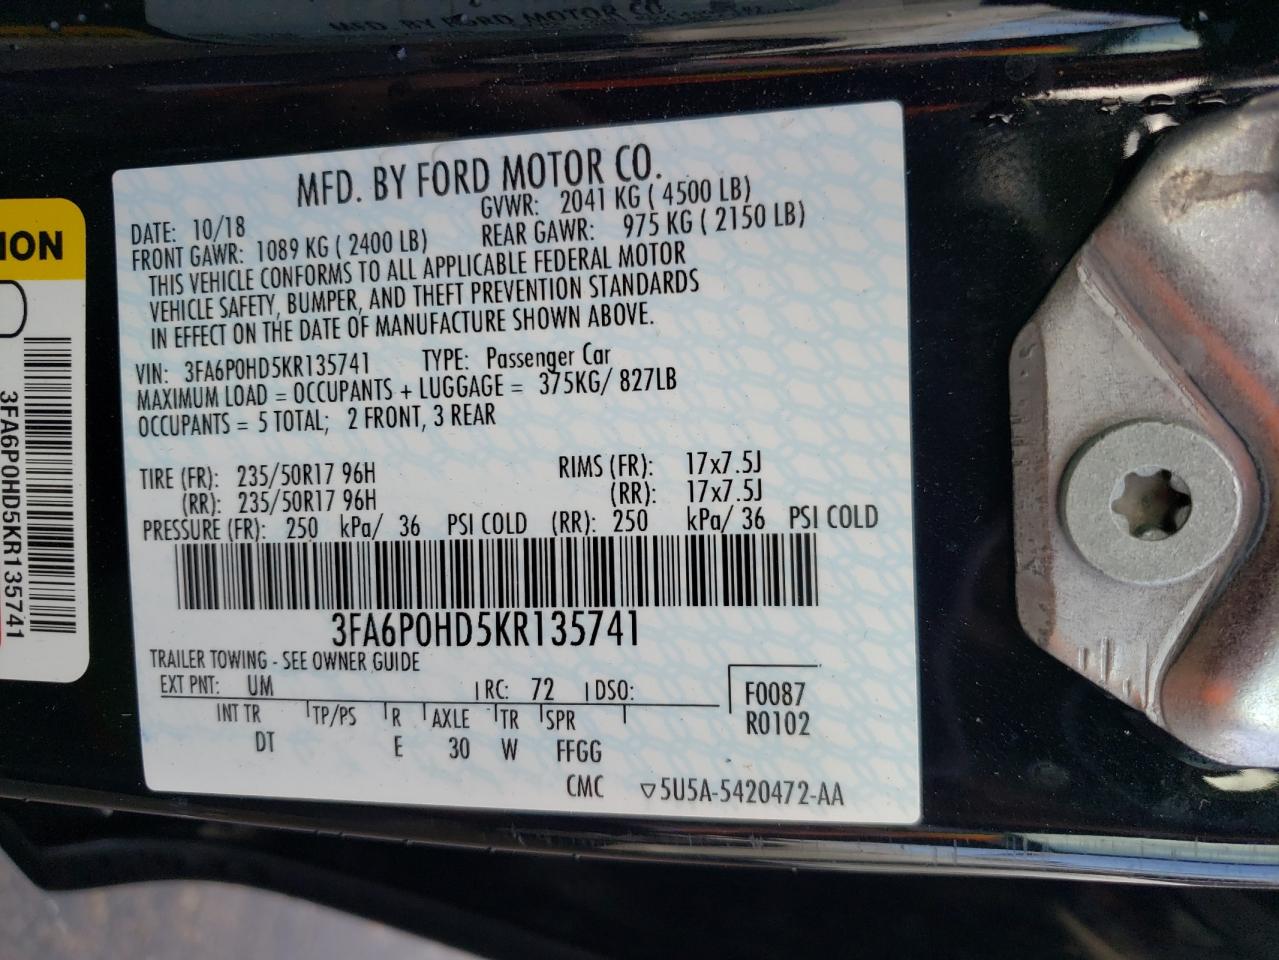 MFD. BY FORD MOTOR CO.
MFD. BY FORD MOTOR CO.
DATE: 10/18 GVWR: 2041 KG ( 4500 LB)
FRONT GAWR: 1089 KG ( 2400 LB) REAR GAWR: 975 KG ( 2150 LB)
THIS VEHICLE CONFORMS TO ALL APPLICABLE FEDERAL MOTOR
VEHICLE SAFETY, BUMPER, AND THEFT PREVENTION STANDARDS
IN EFFECT ON THE DATE OF MANUFACTURE SHOWN ABOVE.
VIN: 3FA6P0HD5KR135741 TYPE: Passenger Car
MAXIMUM LOAD = OCCUPANTS + LUGGAGE = 375KG/ 827LB
OCCUPANTS = 5 TOTAL; 2 FRONT, 3 REAR
TIRE (FR): 235/50R17 96H RIMS (FR): 17x7.5J
(RR): 235/50R17 96H (RR): 17x7.5J
PRESSURE (FR): 250 kPa/ 36 PSI COLD (RR): 250 kPa/ 36 PSI COLD
3FA6P0HD5KR135741
TRAILER TOWING - SEE OWNER GUIDE
EXT PNT: UM RC: 72 DSO:
INT TR TP/PS R AXLE TR SPR
DT E 30 W FFGG
F0087
R0102
CMC ▽5U5A-5420472-AA
ION
3FA6P0HD5KR135741